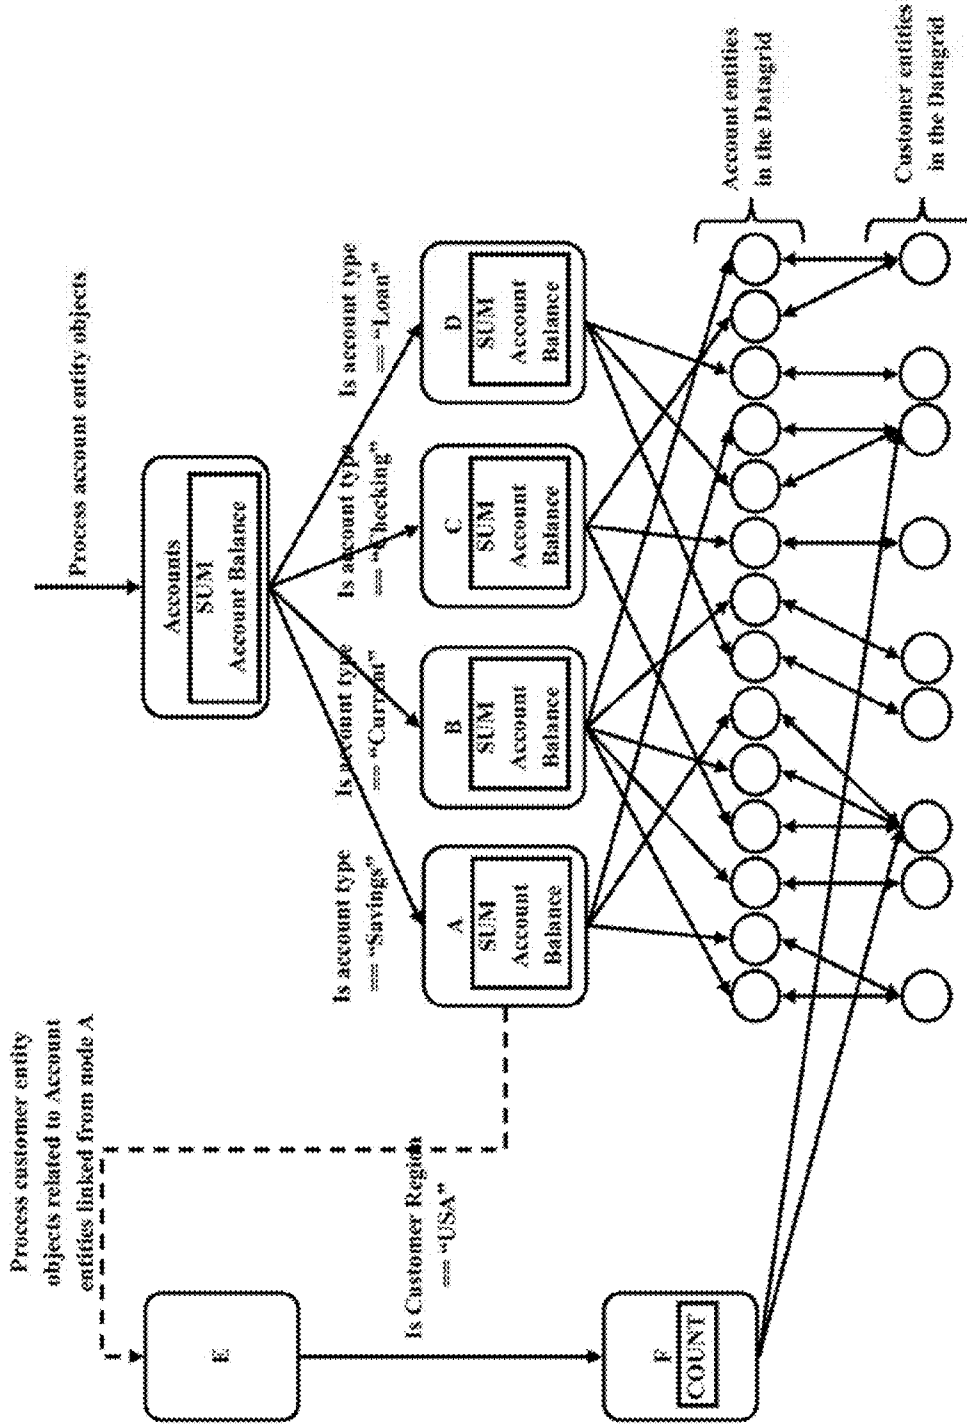 Process customer entity
objects related to Account
entities linked from node A
Process account entity objects
Accounts
SUM
Account Balance
E
Is Customer Region
== "USA"
F
COUNT
Is account type
== "Savings"
Is account type
== "Current"
Is account type
== "Checking"
Is account type
== "Loan"
A
SUM
Account
Balance
B
SUM
Account
Balance
C
SUM
Account
Balance
D
SUM
Account
Balance
Account entities
in the Datagrid
Customer entities
in the Datagrid